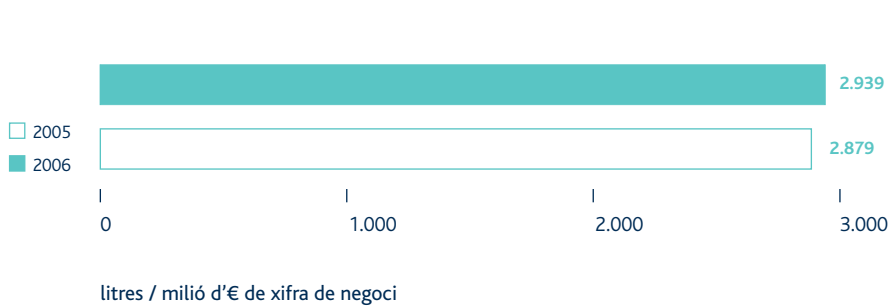 2.939
2005
2.879
2006
0 1.000 2.000 3.000
litres / milió d'€ de xifra de negoci